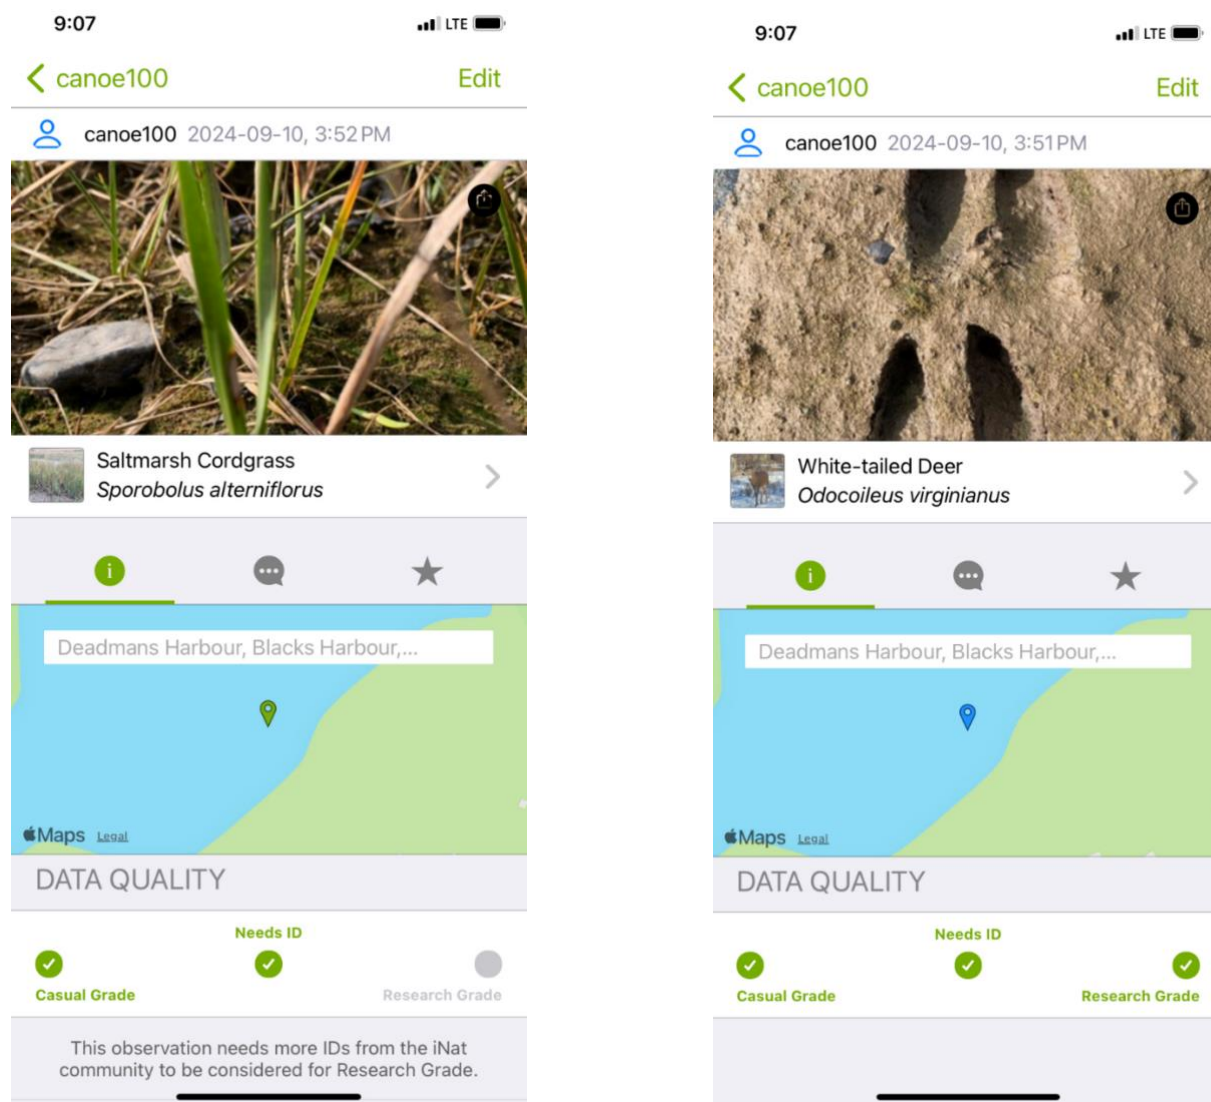 9:07
LTE
canoe100
Edit
canoe100 2024-09-10, 3:52 PM
Saltmarsh Cordgrass
Sporobolus alterniflorus
i
Deadmans Harbour, Blacks Harbour,...
Maps Legal
DATA QUALITY
Needs ID
Casual Grade
Research Grade
This observation needs more IDs from the iNat
community to be considered for Research Grade.
9:07
LTE
canoe100
Edit
canoe100 2024-09-10, 3:51 PM
White-tailed Deer
Odocoileus virginianus
i
Deadmans Harbour, Blacks Harbour,...
Maps Legal
DATA QUALITY
Needs ID
Casual Grade
Research Grade